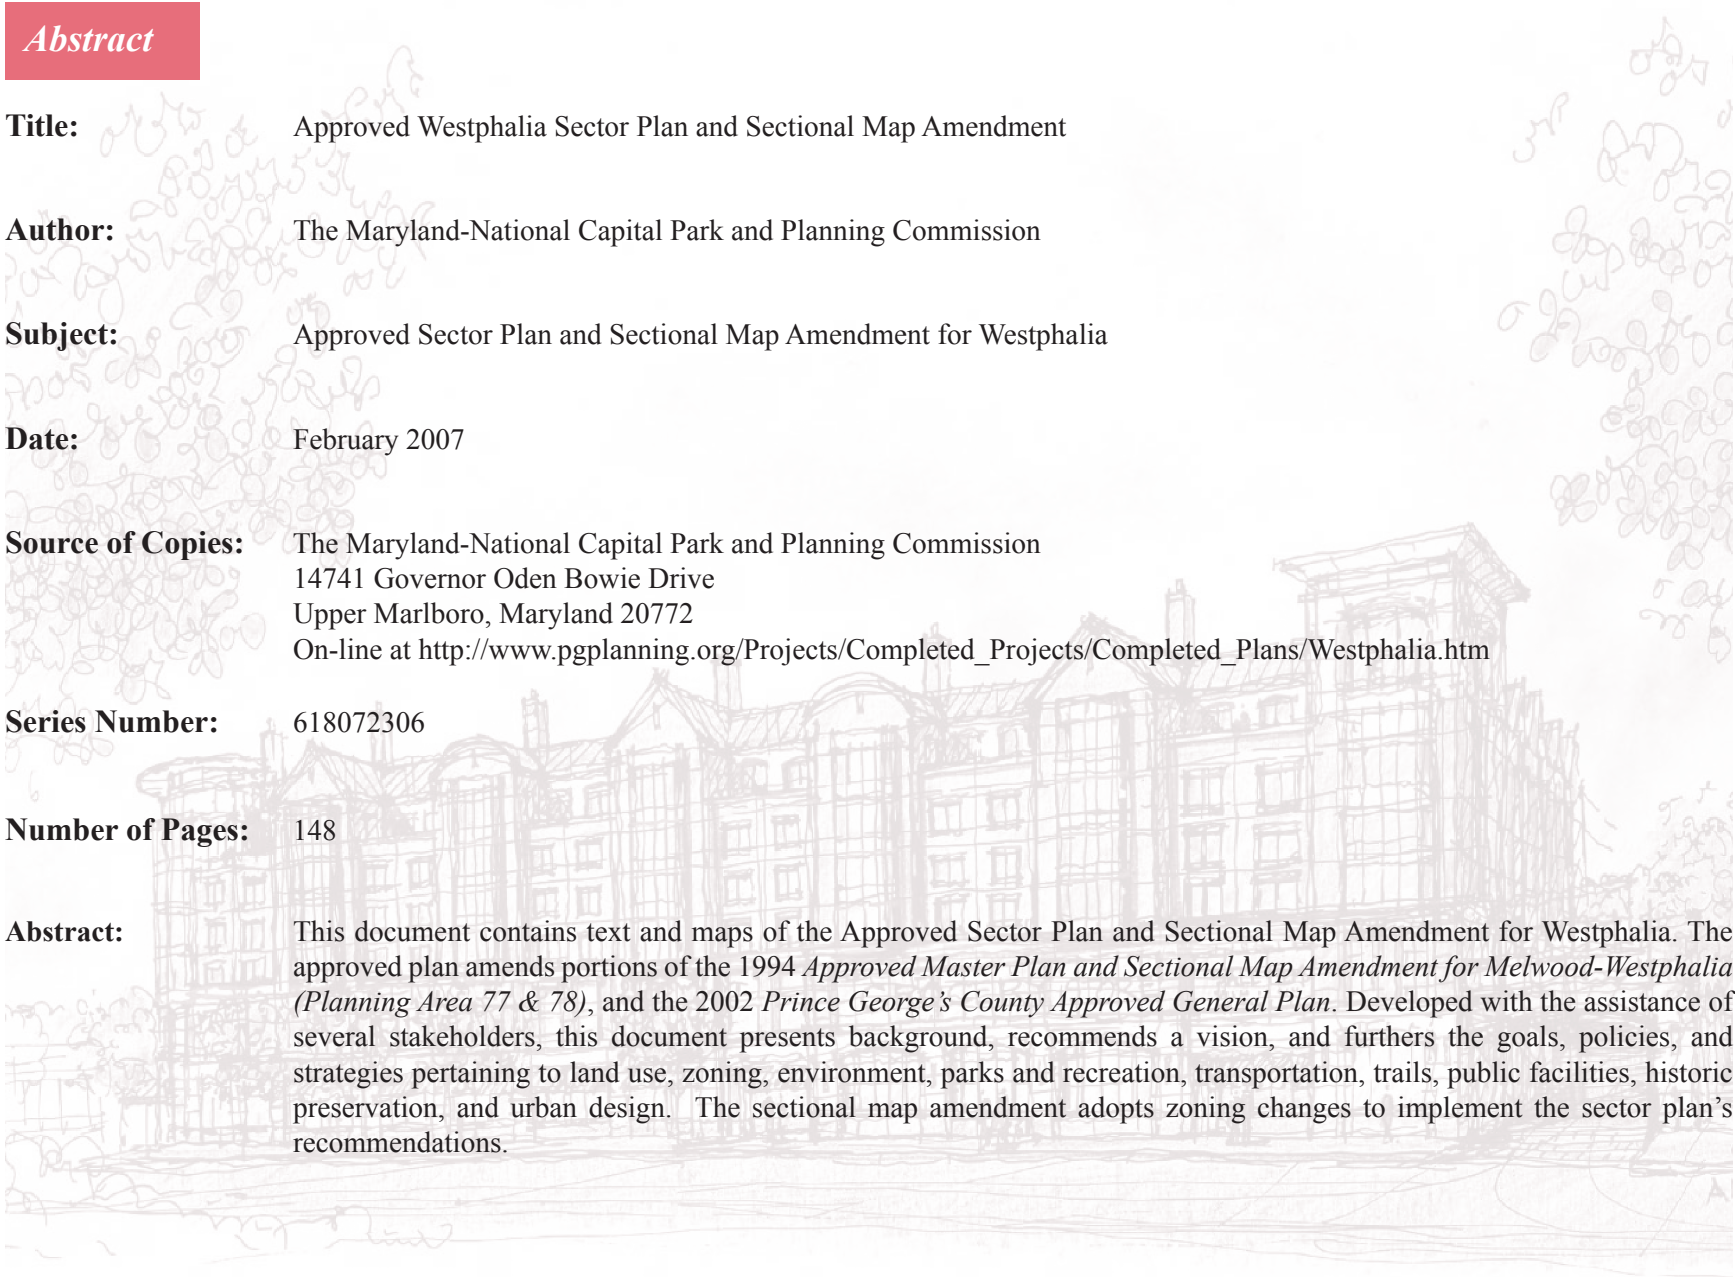 Abstract
Title: Approved Westphalia Sector Plan and Sectional Map Amendment
Author: The Maryland-National Capital Park and Planning Commission
Subject: Approved Sector Plan and Sectional Map Amendment for Westphalia
Date: February 2007
Source of Copies: The Maryland-National Capital Park and Planning Commission
14741 Governor Oden Bowie Drive
Upper Marlboro, Maryland 20772
On-line at http://www.pgplanning.org/Projects/Completed_Projects/Completed_Plans/Westphalia.htm
Series Number: 618072306
Number of Pages: 148
Abstract: This document contains text and maps of the Approved Sector Plan and Sectional Map Amendment for Westphalia. The
approved plan amends portions of the 1994 Approved Master Plan and Sectional Map Amendment for Melwood-Westphalia
(Planning Area 77 & 78), and the 2002 Prince George’s County Approved General Plan. Developed with the assistance of
several stakeholders, this document presents background, recommends a vision, and furthers the goals, policies, and
strategies pertaining to land use, zoning, environment, parks and recreation, transportation, trails, public facilities, historic
preservation, and urban design. The sectional map amendment adopts zoning changes to implement the sector plan’s
recommendations.